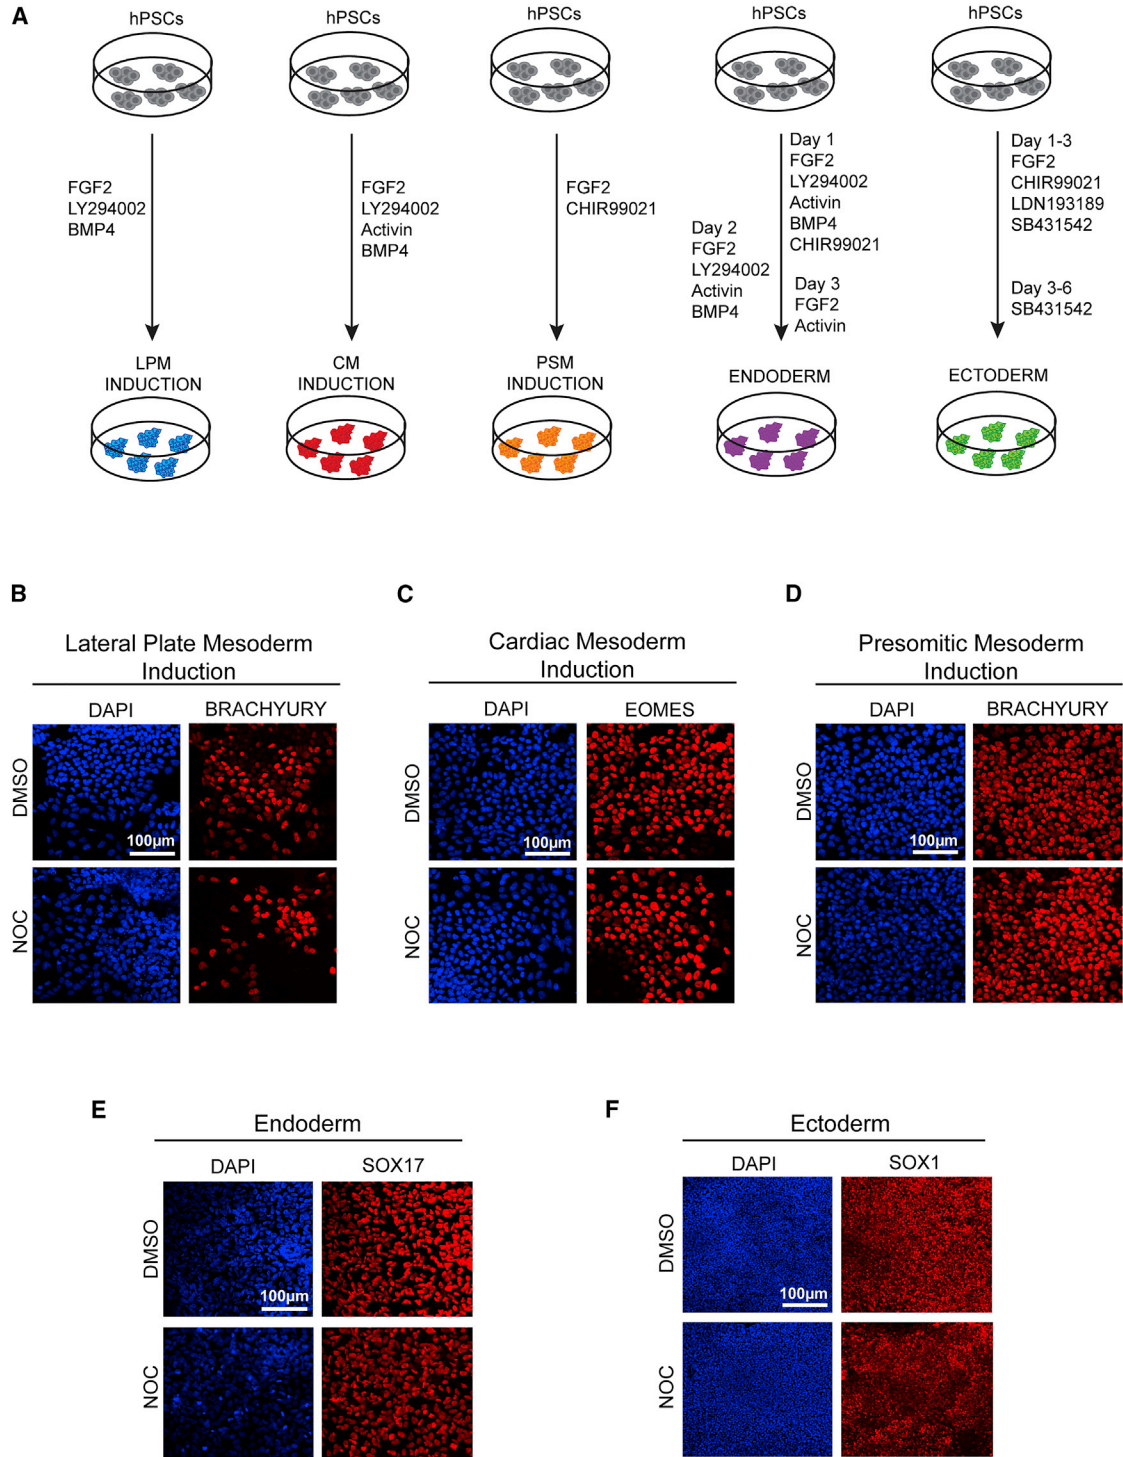 A
hPSCs
hPSCs
hPSCs
hPSCs
hPSCs
FGF2
LY294002
BMP4
FGF2
LY294002
Activin
BMP4
FGF2
CHIR99021
Day 1
FGF2
LY294002
Activin
BMP4
CHIR99021
Day 2
FGF2
LY294002
Activin
BMP4
Day 3
FGF2
Activin
Day 1-3
FGF2
CHIR99021
LDN193189
SB431542
Day 3-6
SB431542
LPM
INDUCTION
CM
INDUCTION
PSM
INDUCTION
ENDODERM
ECTODERM
B
Lateral Plate Mesoderm
Induction
DAPI
BRACHYURY
DMSO
100µm
NOC
C
Cardiac Mesoderm
Induction
DAPI
EOMES
DMSO
100µm
NOC
D
Presomitic Mesoderm
Induction
DAPI
BRACHYURY
DMSO
100µm
NOC
E
Endoderm
DAPI
SOX17
DMSO
100µm
NOC
F
Ectoderm
DAPI
SOX1
DMSO
100µm
NOC